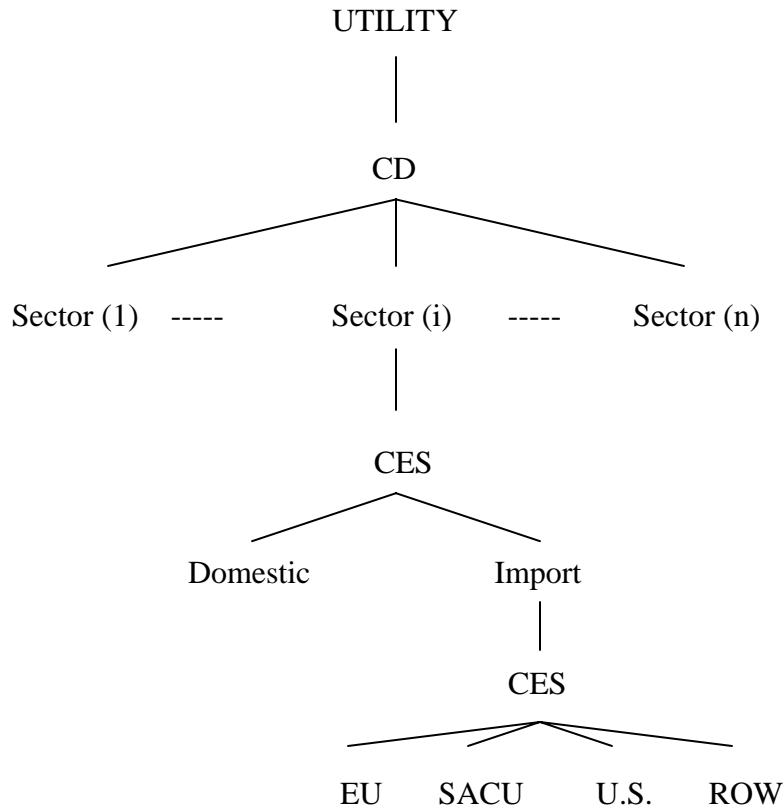 UTILITY
CD
Sector (1) ----- Sector (i) ----- Sector (n)
CES
Domestic Import
CES
EU SACU U.S. ROW